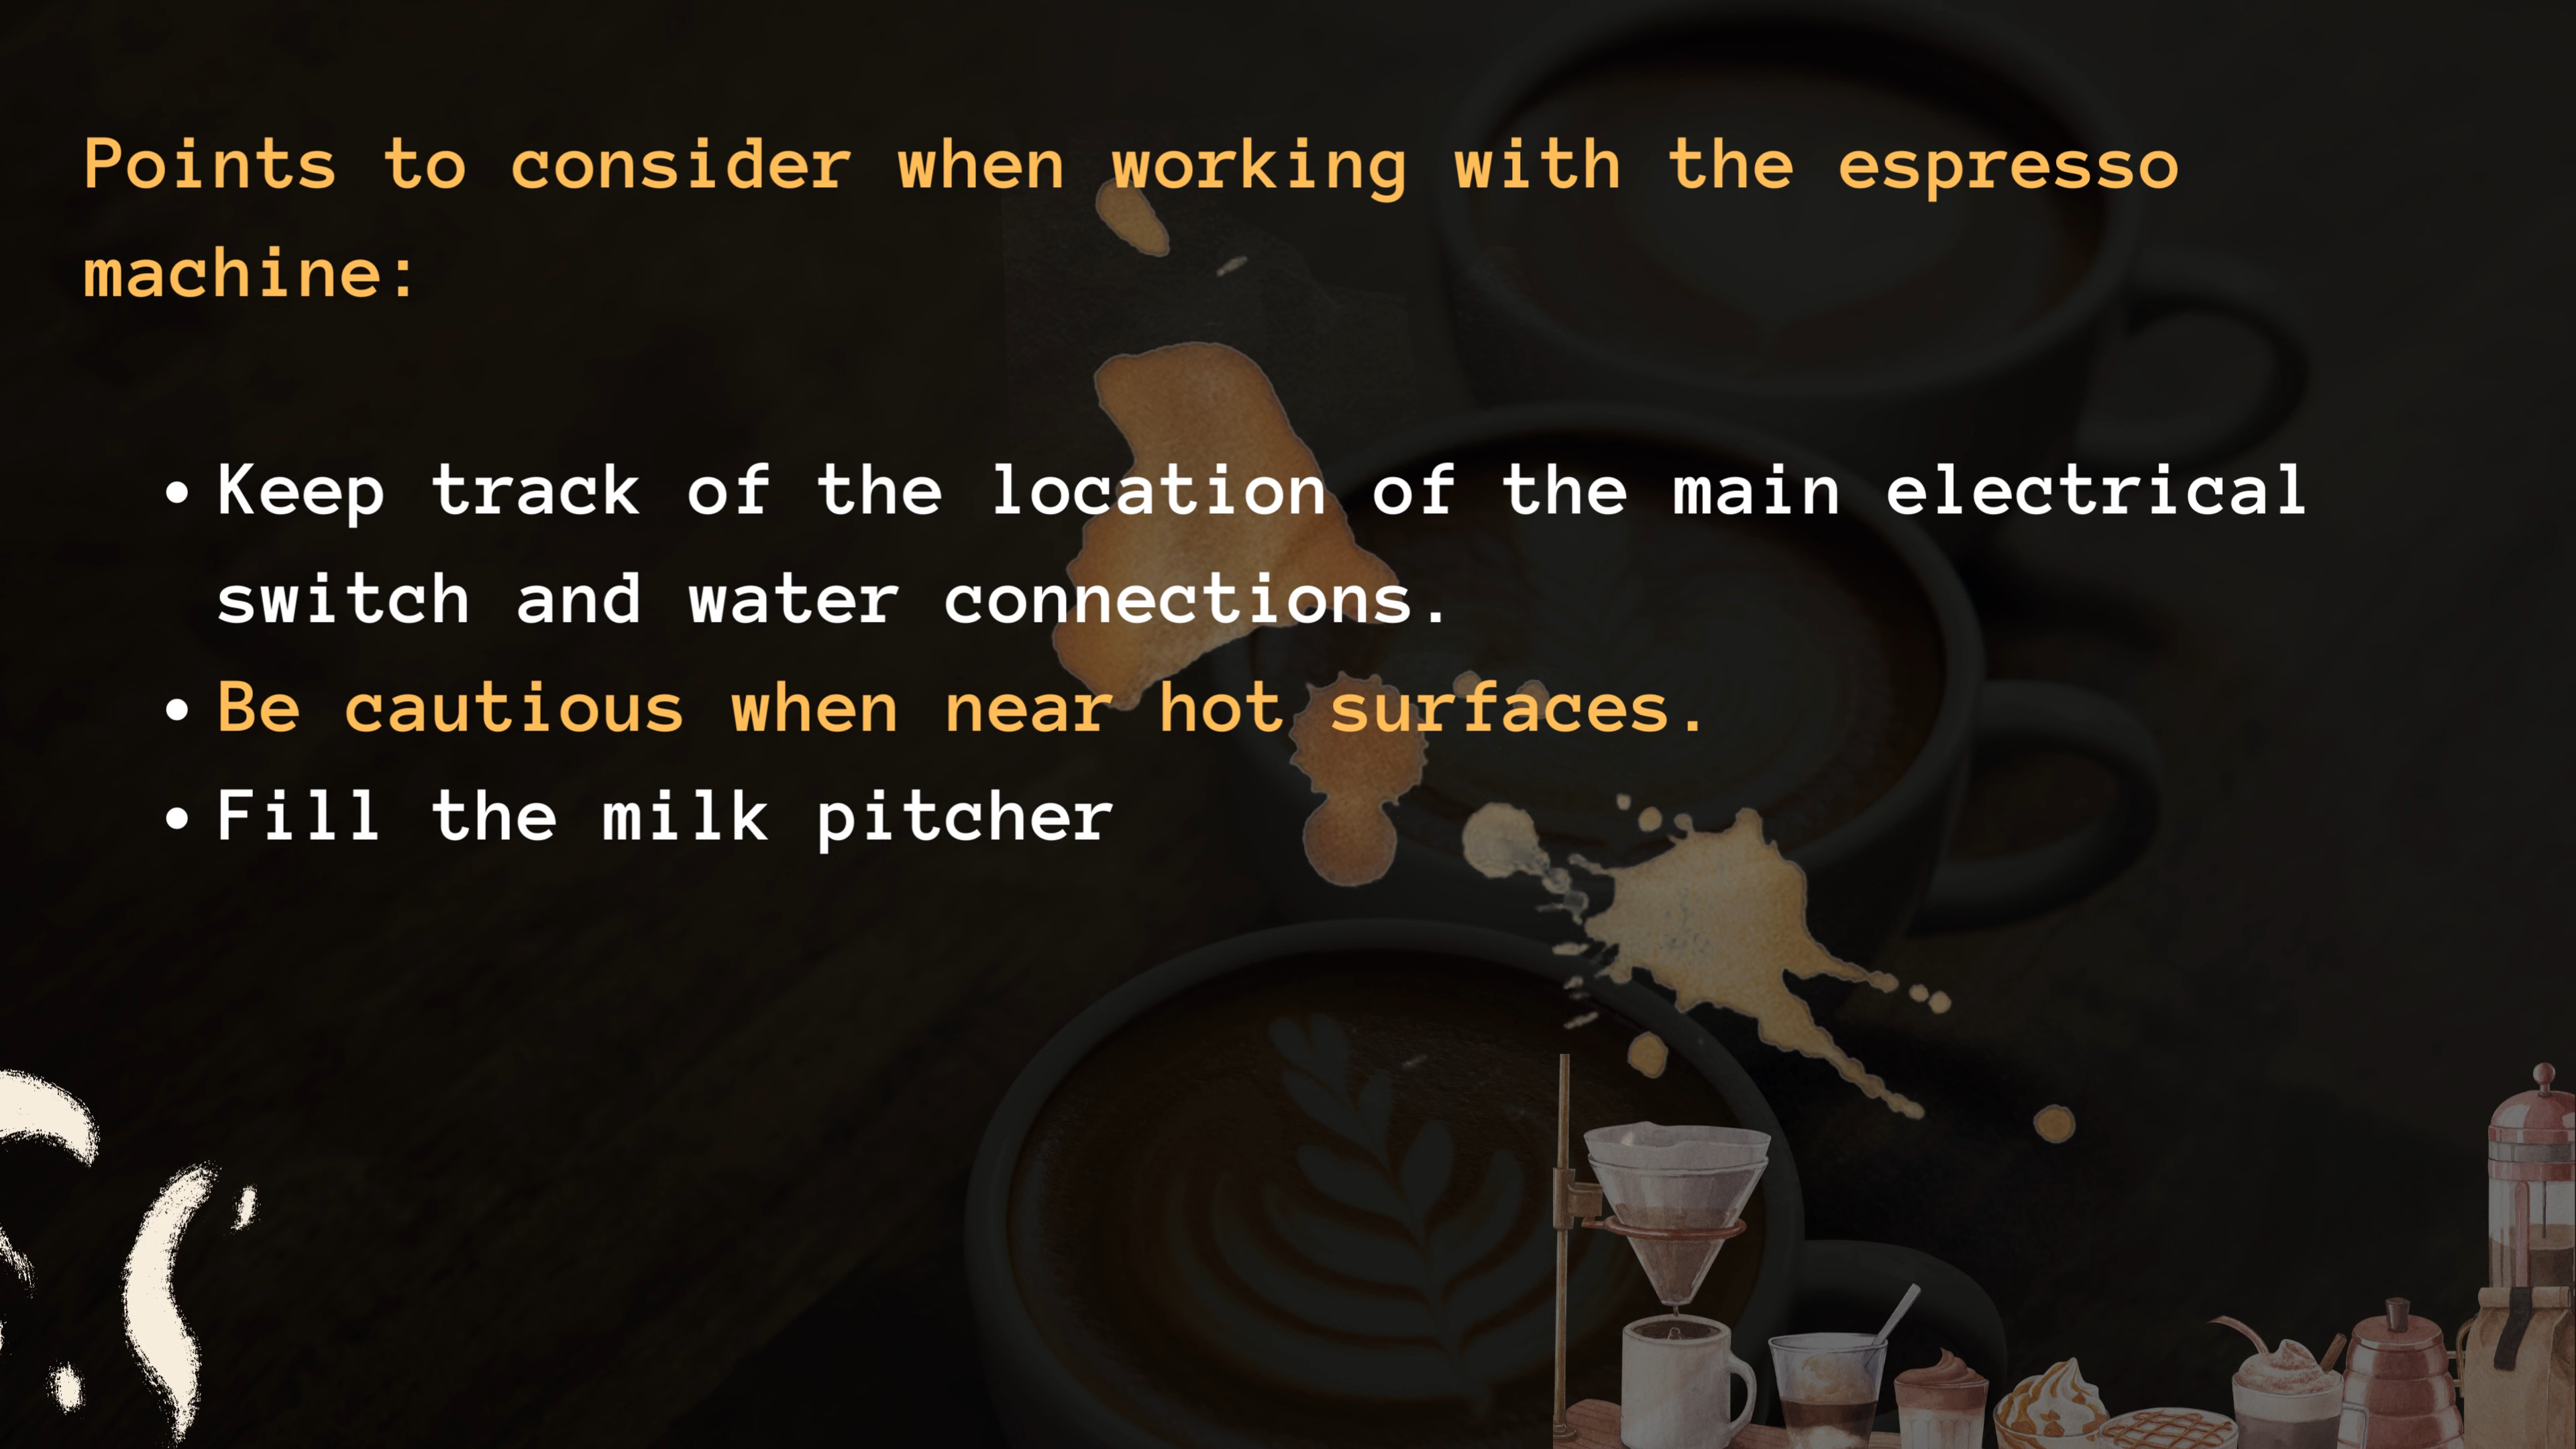 Points to consider when working with the espresso
machine:
• Keep track of the location of the main electrical
switch and water connections.
• Be cautious when near hot surfaces.
• Fill the milk pitcher